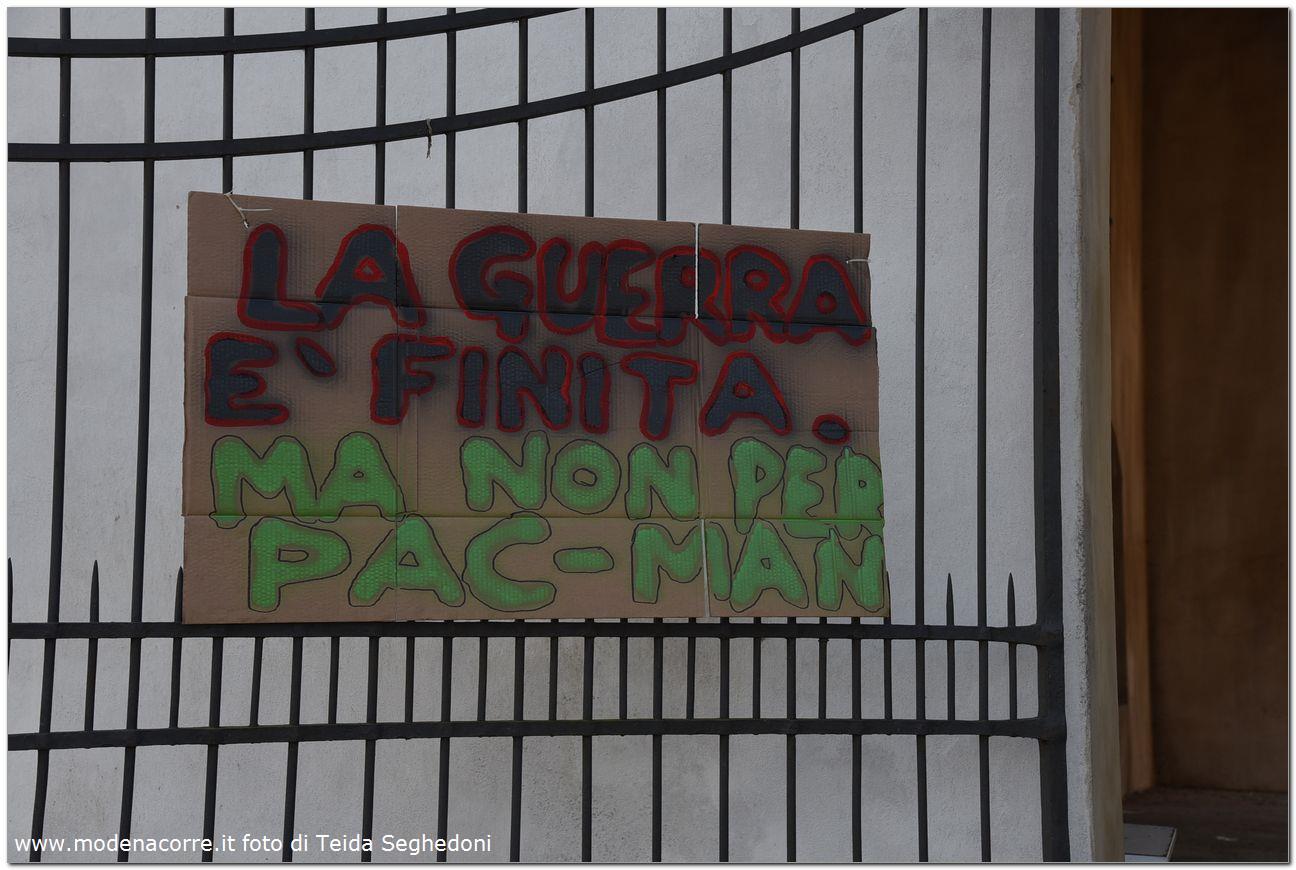 LA GUERRA
E` FINITA.
MA NON PER
PAC-MAN
www.modenacorre.it foto di Teida Seghedoni